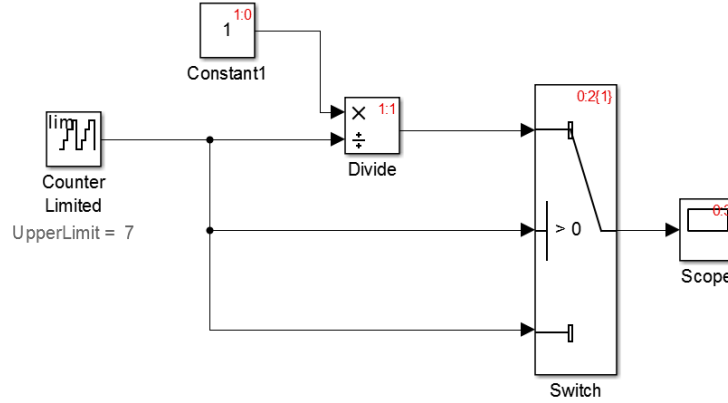 1:0
1
Constant1
1:1
×
÷
Divide
lim
Counter
Limited
UpperLimit = 7
0:2{1}
> 0
Switch
Scope